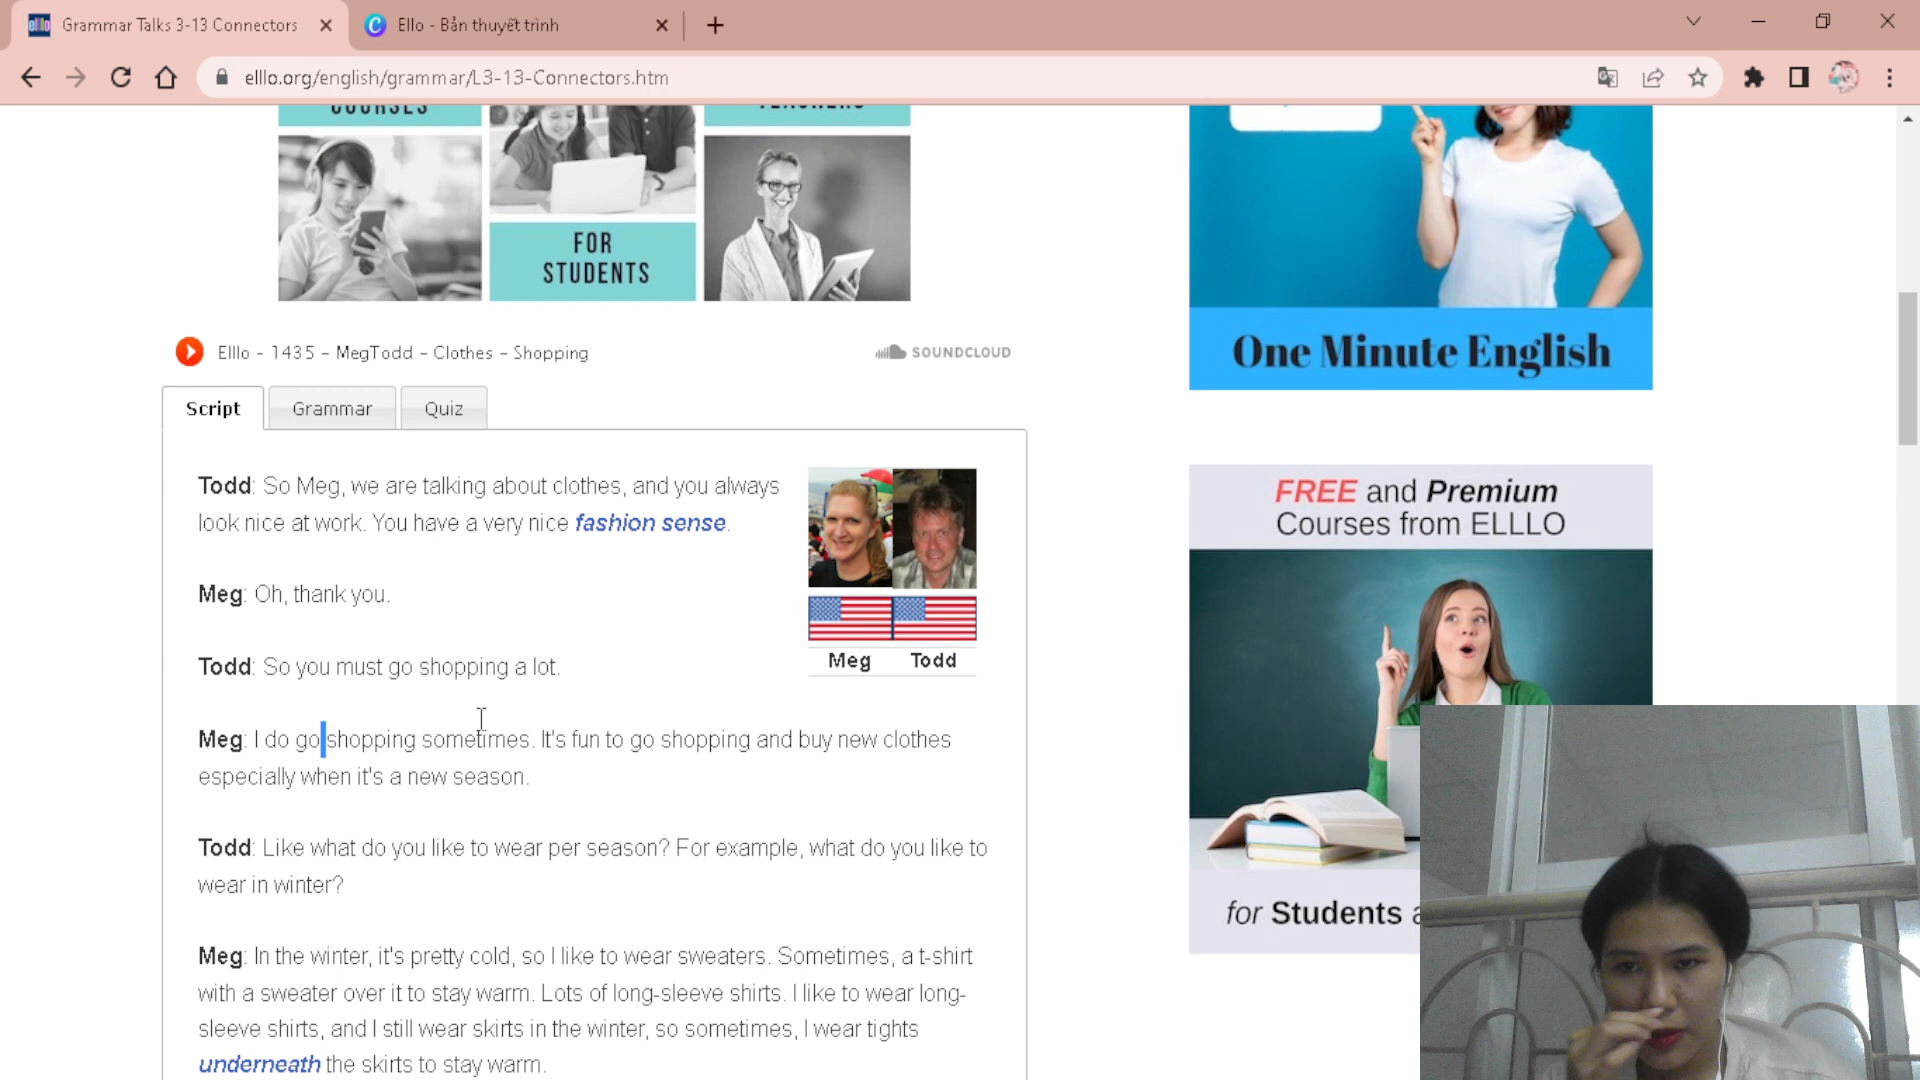 elllo
Grammar Talks 3-13 Connectors
Ello - Bản thuyết trình
elllo.org/english/grammar/L3-13-Connectors.htm
COURSES
TEACHERS
FOR
STUDENTS
One Minute English
Elllo - 1435 - MegTodd - Clothes - Shopping
SOUNDCLOUD
Script
Grammar
Quiz
Todd: So Meg, we are talking about clothes, and you always
look nice at work. You have a very nice fashion sense.
Meg: Oh, thank you.
Todd: So you must go shopping a lot.
Meg Todd
Meg: I do go shopping sometimes. It's fun to go shopping and buy new clothes
especially when it's a new season.
Todd: Like what do you like to wear per season? For example, what do you like to
wear in winter?
Meg: In the winter, it's pretty cold, so I like to wear sweaters. Sometimes, a t-shirt
with a sweater over it to stay warm. Lots of long-sleeve shirts. I like to wear long-
sleeve shirts, and I still wear skirts in the winter, so sometimes, I wear tights
underneath the skirts to stay warm.
FREE and Premium
Courses from ELLLO
for Students